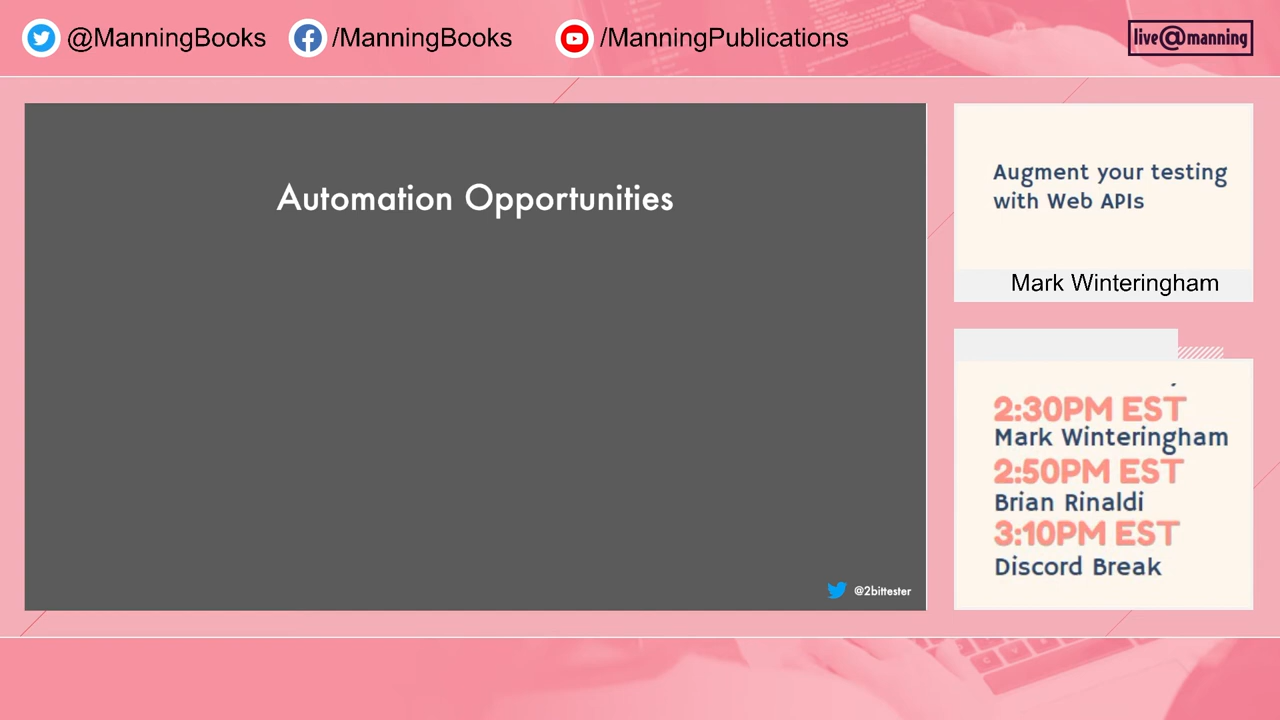 @ManningBooks
/ManningBooks
/ManningPublications
live@manning
Automation Opportunities
@2bittester
Augment your testing
with Web APIs
Mark Winteringham
2:30PM EST
Mark Winteringham
2:50PM EST
Brian Rinaldi
3:10PM EST
Discord Break